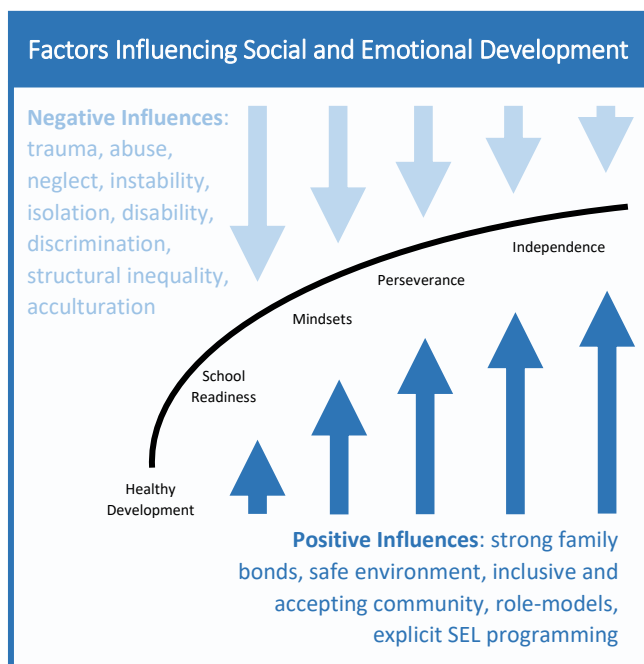 Factors Influencing Social and Emotional Development
Negative Influences:
trauma, abuse,
neglect, instability,
isolation, disability,
discrimination,
structural inequality,
acculturation
Independence
Perseverance
Mindsets
School
Readiness
Healthy
Development
Positive Influences: strong family
bonds, safe environment, inclusive and
accepting community, role-models,
explicit SEL programming